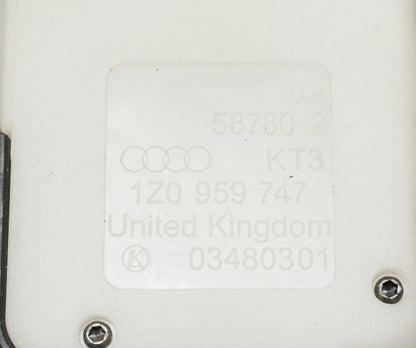 02
58780 2
KT3
1Z0 959 747
United Kingdom
K 03480301